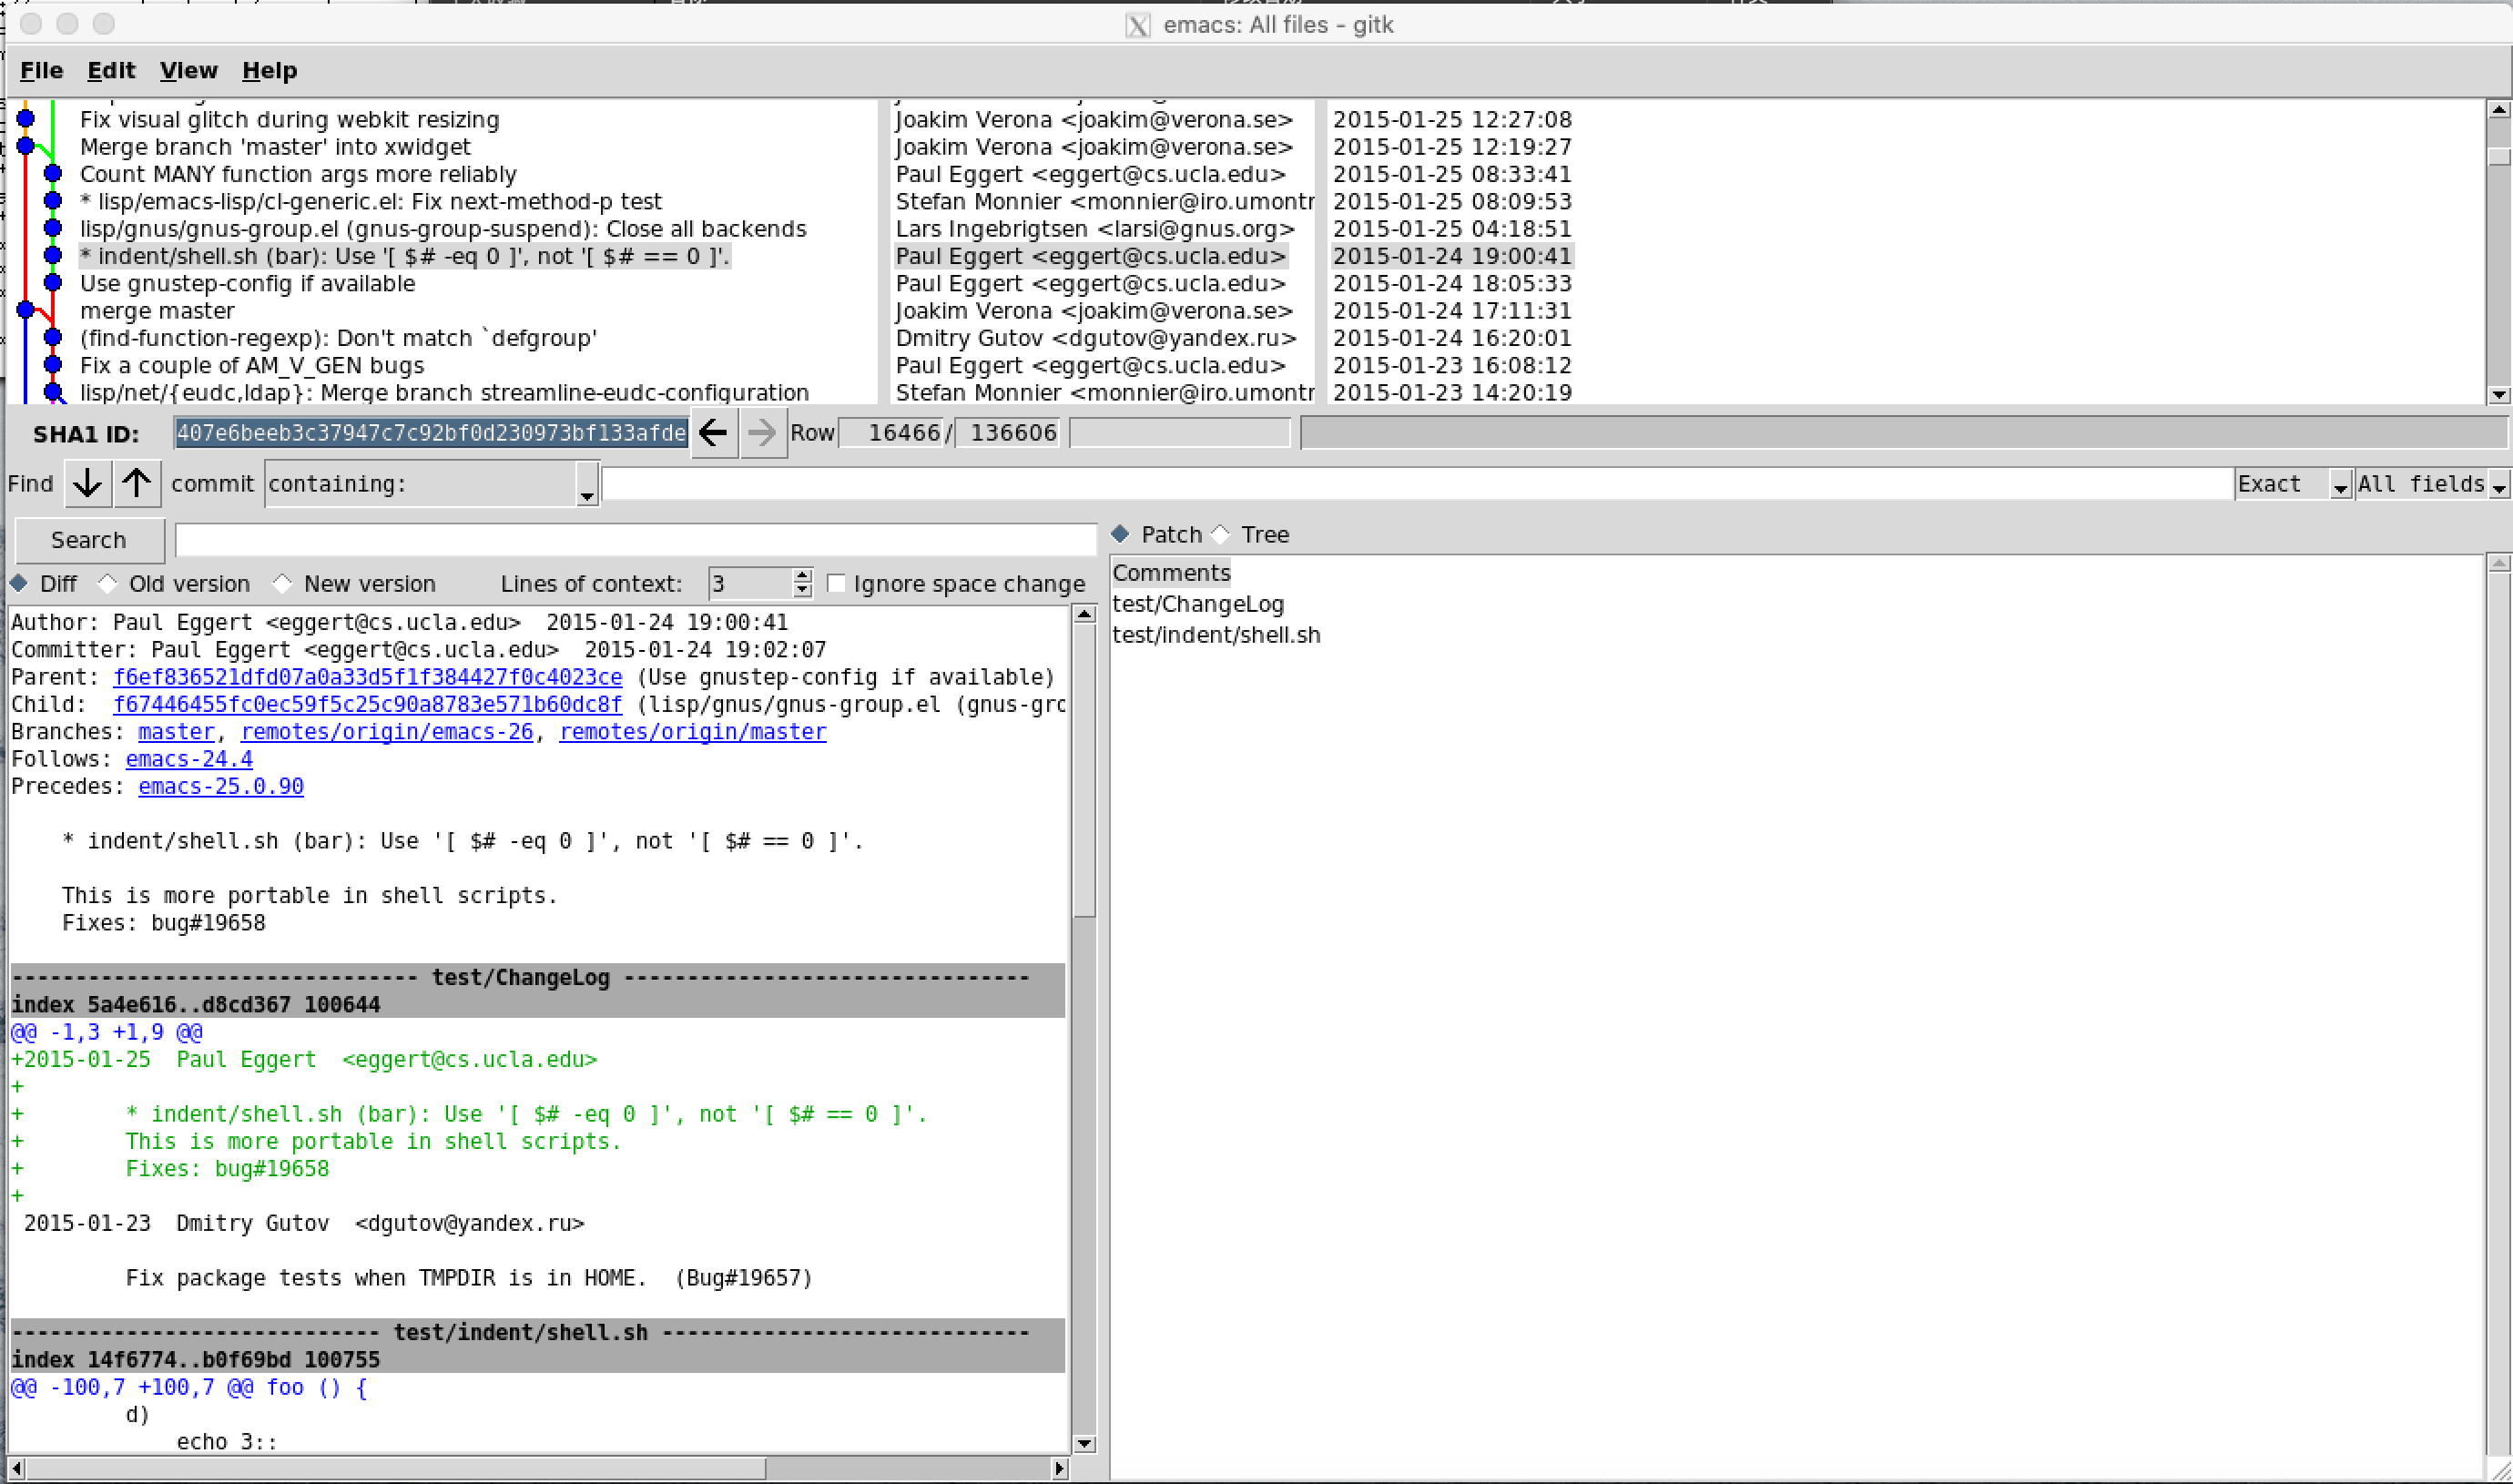 emacs: All files - gitk
File Edit View Help
Fix visual glitch during webkit resizing Joakim Verona <joakim@verona.se> 2015-01-25 12:27:08
Merge branch 'master' into xwidget Joakim Verona <joakim@verona.se> 2015-01-25 12:19:27
Count MANY function args more reliably Paul Eggert <eggert@cs.ucla.edu> 2015-01-25 08:33:41
* lisp/emacs-lisp/cl-generic.el: Fix next-method-p test Stefan Monnier <monnier@iro.umontr 2015-01-25 08:09:53
lisp/gnus/gnus-group.el (gnus-group-suspend): Close all backends Lars Ingebrigtsen <larsi@gnus.org> 2015-01-25 04:18:51
* indent/shell.sh (bar): Use '[ $# -eq 0 ]', not '[ $# == 0 ]'. Paul Eggert <eggert@cs.ucla.edu> 2015-01-24 19:00:41
Use gnustep-config if available Paul Eggert <eggert@cs.ucla.edu> 2015-01-24 18:05:33
merge master Joakim Verona <joakim@verona.se> 2015-01-24 17:11:31
(find-function-regexp): Don't match `defgroup' Dmitry Gutov <dgutov@yandex.ru> 2015-01-24 16:20:01
Fix a couple of AM_V_GEN bugs Paul Eggert <eggert@cs.ucla.edu> 2015-01-23 16:08:12
lisp/net/{eudc,ldap}: Merge branch streamline-eudc-configuration Stefan Monnier <monnier@iro.umontr 2015-01-23 14:20:19
SHA1 ID: 407e6beeb3c37947c7c92bf0d230973bf133afde Row 16466 / 136606
Find commit containing: Exact All fields
Search
Patch Tree
Diff Old version New version Lines of context: 3 Ignore space change
Comments
test/ChangeLog
test/indent/shell.sh
Author: Paul Eggert <eggert@cs.ucla.edu>  2015-01-24 19:00:41
Committer: Paul Eggert <eggert@cs.ucla.edu>  2015-01-24 19:02:07
Parent: f6ef836521dfd07a0a33d5f1f384427f0c4023ce (Use gnustep-config if available)
Child:  f67446455fc0ec59f5c25c90a8783e571b60dc8f (lisp/gnus/gnus-group.el (gnus-grc
Branches: master, remotes/origin/emacs-26, remotes/origin/master
Follows: emacs-24.4
Precedes: emacs-25.0.90
* indent/shell.sh (bar): Use '[ $# -eq 0 ]', not '[ $# == 0 ]'.
This is more portable in shell scripts.
Fixes: bug#19658
-------------------------------- test/ChangeLog --------------------------------
index 5a4e616..d8cd367 100644
@@ -1,3 +1,9 @@
+2015-01-25  Paul Eggert  <eggert@cs.ucla.edu>
+
+        * indent/shell.sh (bar): Use '[ $# -eq 0 ]', not '[ $# == 0 ]'.
+        This is more portable in shell scripts.
+        Fixes: bug#19658
+
2015-01-23  Dmitry Gutov  <dgutov@yandex.ru>
Fix package tests when TMPDIR is in HOME.  (Bug#19657)
----------------------------- test/indent/shell.sh -----------------------------
index 14f6774..b0f69bd 100755
@@ -100,7 +100,7 @@ foo () {
d)
echo 3::